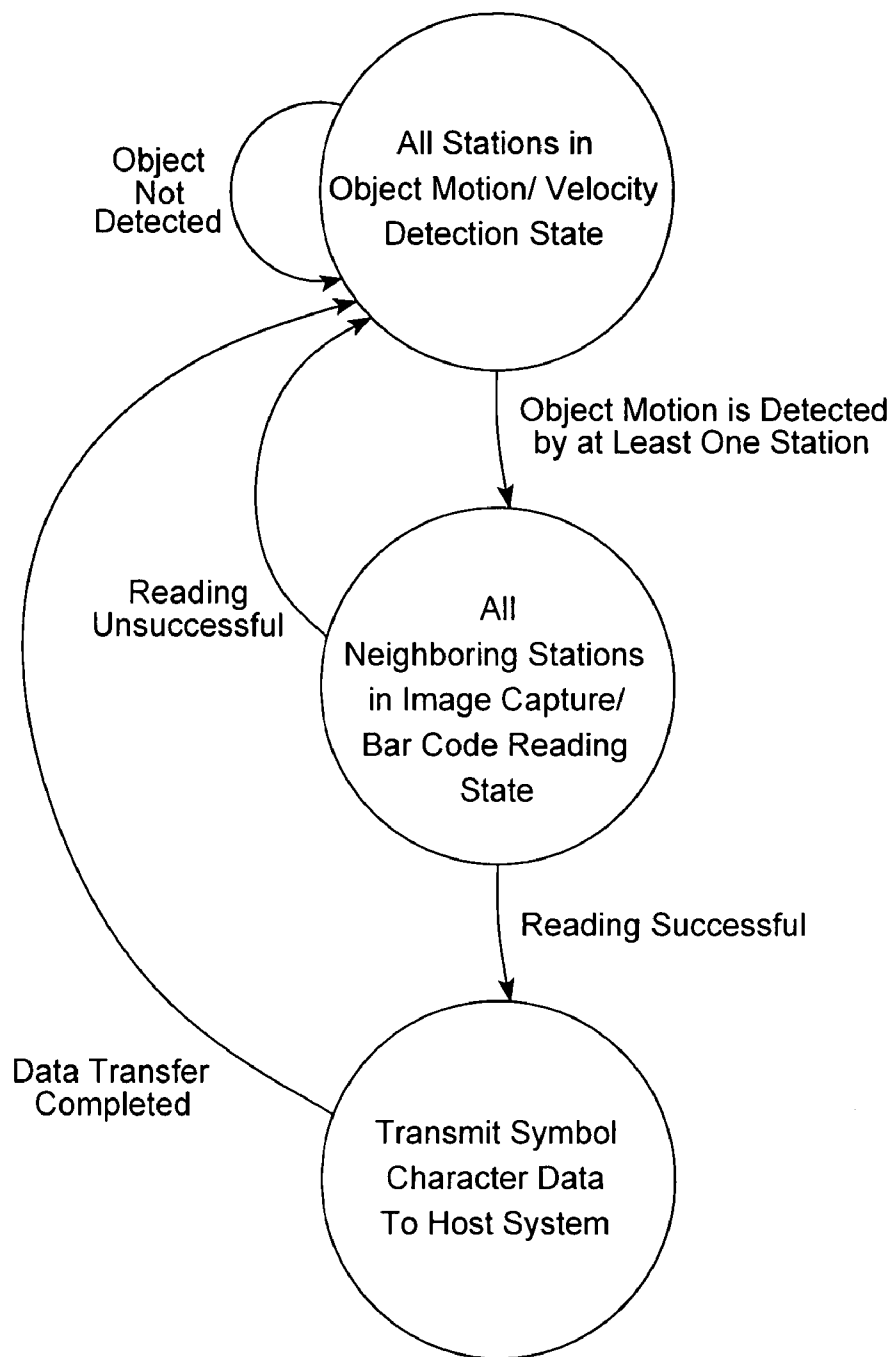 Object
Not
Detected
All Stations in
Object Motion/ Velocity
Detection State
Object Motion is Detected
by at Least One Station
Reading
Unsuccessful
All
Neighboring Stations
in Image Capture/
Bar Code Reading
State
Reading Successful
Data Transfer
Completed
Transmit Symbol
Character Data
To Host System